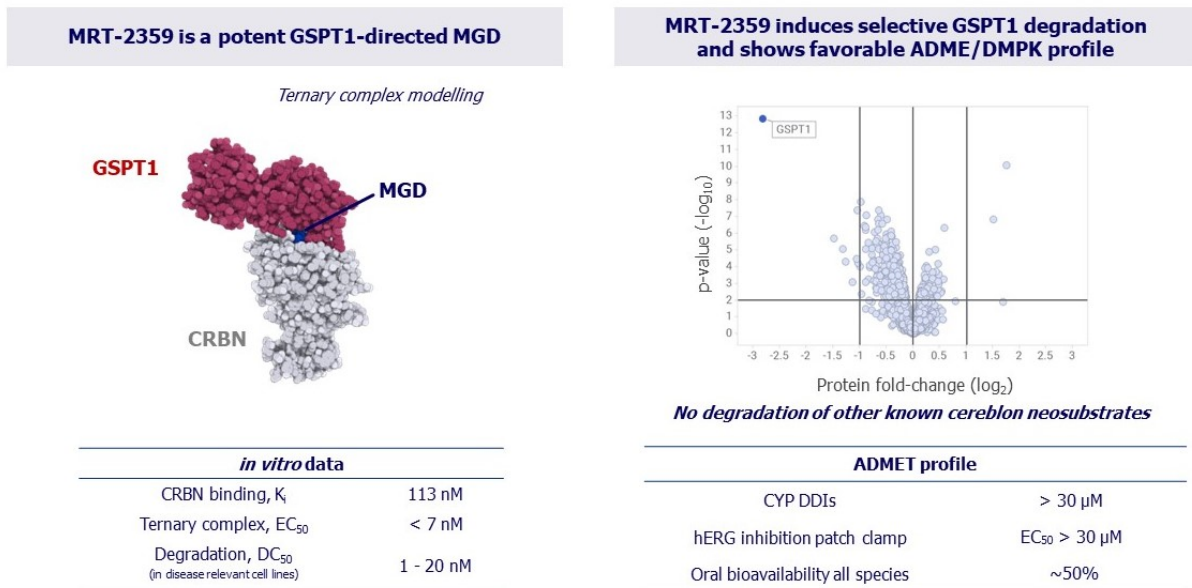 MRT-2359 is a potent GSPT1-directed MGD
Ternary complex modelling
GSPT1
MGD
CRBN
in vitro data
CRBN binding, Ki 113 nM
Ternary complex, EC50 < 7 nM
Degradation, DC50
(in disease relevant cell lines) 1 - 20 nM
MRT-2359 induces selective GSPT1 degradation
and shows favorable ADME/DMPK profile
p-value (-log10)
13
12
11
10
9
8
7
6
5
4
3
2
1
0
GSPT1
-3 -2.5 -2 -1.5 -1 -0.5 0 0.5 1 1.5 2 2.5 3
Protein fold-change (log2)
No degradation of other known cereblon neosubstrates
ADMET profile
CYP DDIs > 30 µM
hERG inhibition patch clamp EC50 > 30 µM
Oral bioavailability all species ~50%